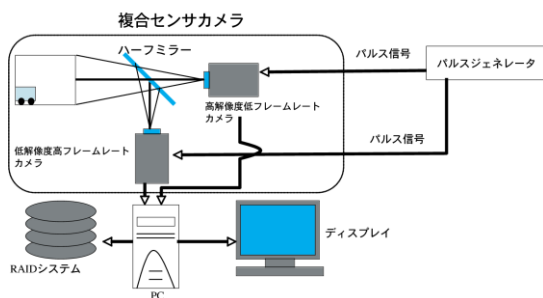 複合センサカメラ
ハーフミラー
パルス信号
パルスジェネレータ
高解像度低フレームレート
カメラ
低解像度高フレームレート
カメラ
パルス信号
ディスプレイ
RAIDシステム
PC